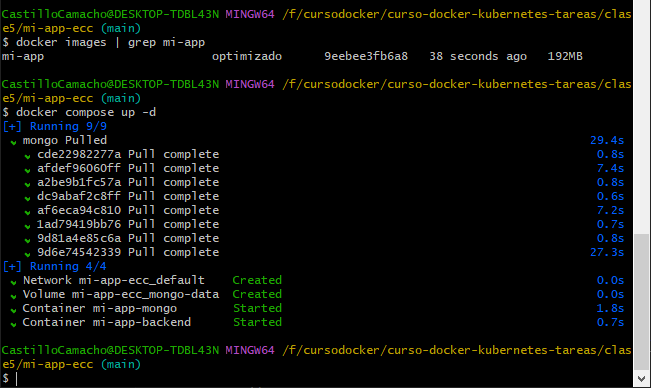 CastilloCamacho@DESKTOP-TDBL43N MINGW64 /f/cursodocker/curso-docker-kubernetes-tareas/clas
e5/mi-app-ecc (main)
$ docker images | grep mi-app
mi-app optimizado 9eebee3fb6a8 38 seconds ago 192MB
CastilloCamacho@DESKTOP-TDBL43N MINGW64 /f/cursodocker/curso-docker-kubernetes-tareas/clas
e5/mi-app-ecc (main)
$ docker compose up -d
[+] Running 9/9
✔ mongo Pulled 29.4s
✔ cde22982277a Pull complete 0.8s
✔ afdef96060ff Pull complete 7.4s
✔ a2be9b1fc57a Pull complete 0.8s
✔ dc9abaf2c8ff Pull complete 0.6s
✔ af6eca94c810 Pull complete 7.2s
✔ 1ad79419bb76 Pull complete 0.7s
✔ 9d81a4e85c6a Pull complete 0.8s
✔ 9d6e74542339 Pull complete 27.3s
[+] Running 4/4
✔ Network mi-app-ecc_default Created 0.0s
✔ Volume mi-app-ecc_mongo-data Created 0.0s
✔ Container mi-app-mongo Started 1.8s
✔ Container mi-app-backend Started 0.7s
CastilloCamacho@DESKTOP-TDBL43N MINGW64 /f/cursodocker/curso-docker-kubernetes-tareas/clas
e5/mi-app-ecc (main)
$